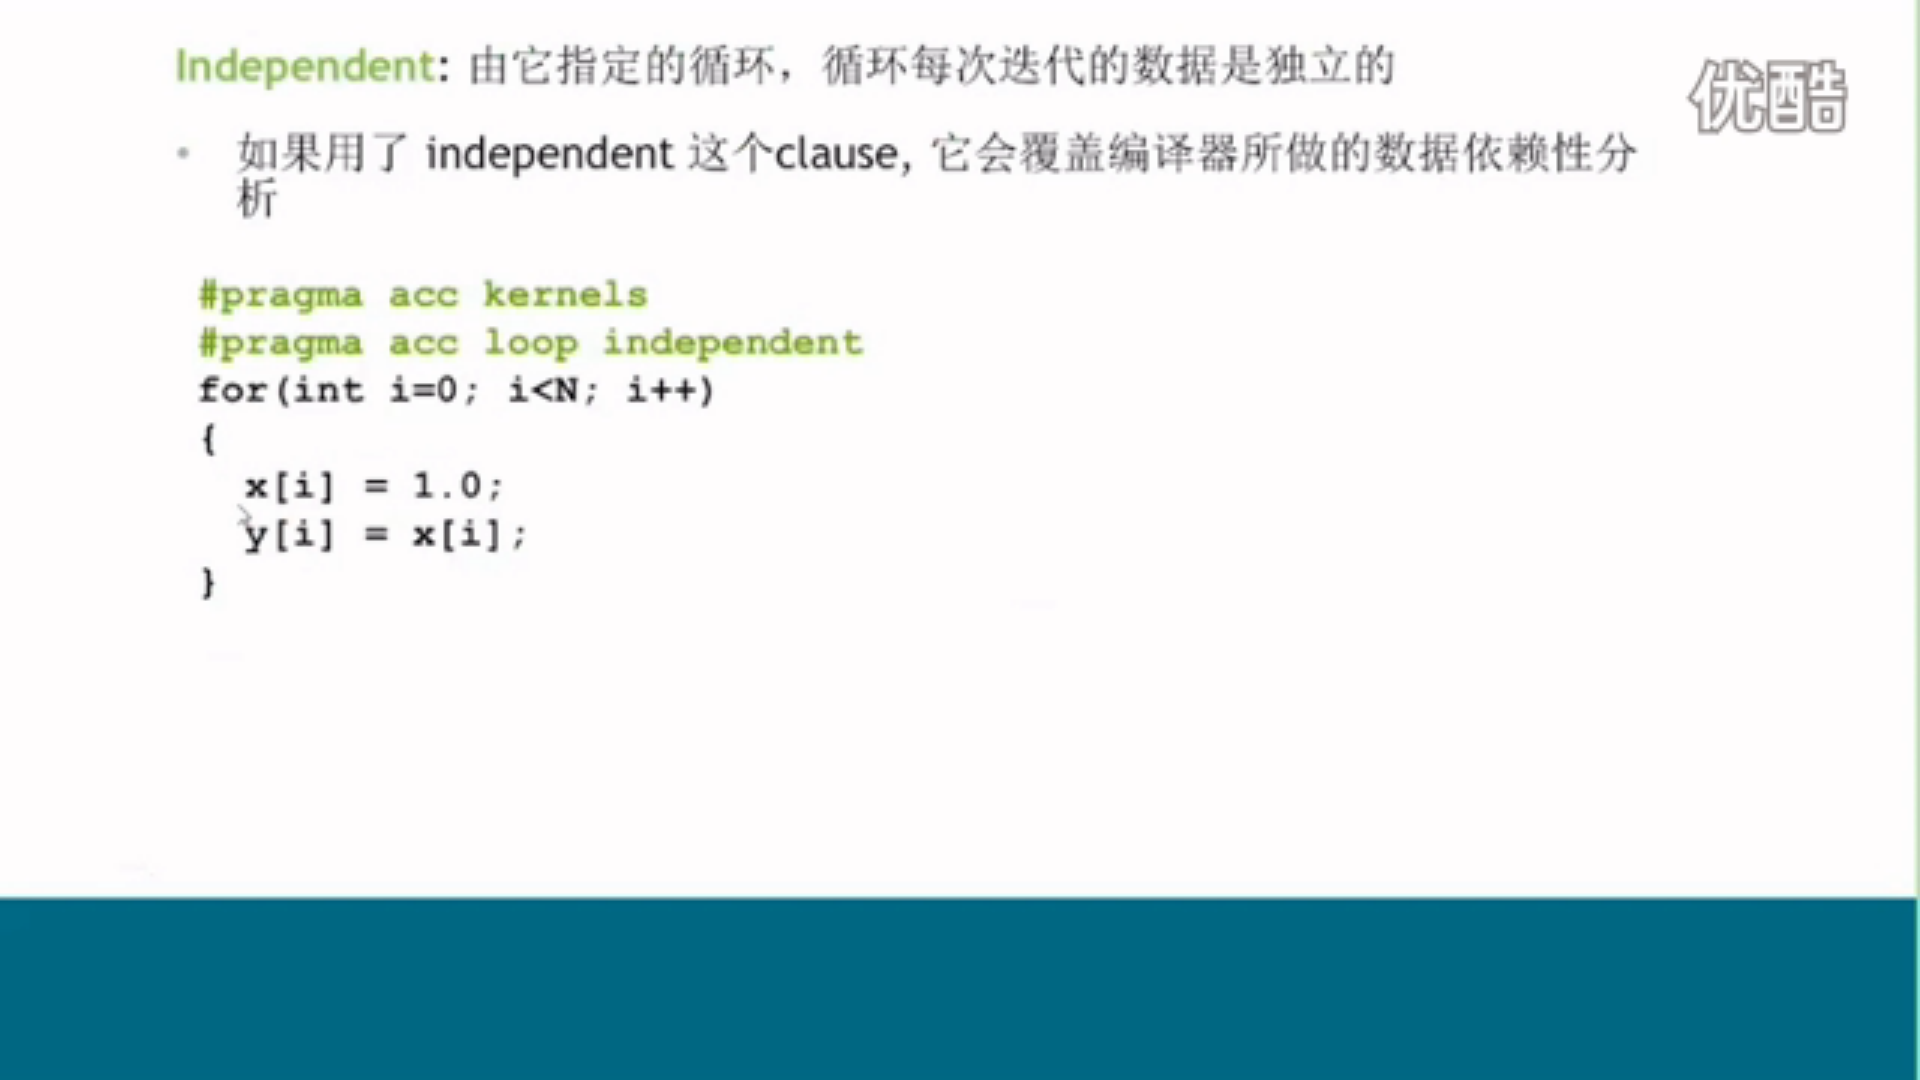 Independent: 由它指定的循环，循环每次迭代的数据是独立的
优酷
• 如果用了 independent 这个clause, 它会覆盖编译器所做的数据依赖性分
析
#pragma acc kernels
#pragma acc loop independent
for(int i=0; i<N; i++)
{
x[i] = 1.0;
y[i] = x[i];
}